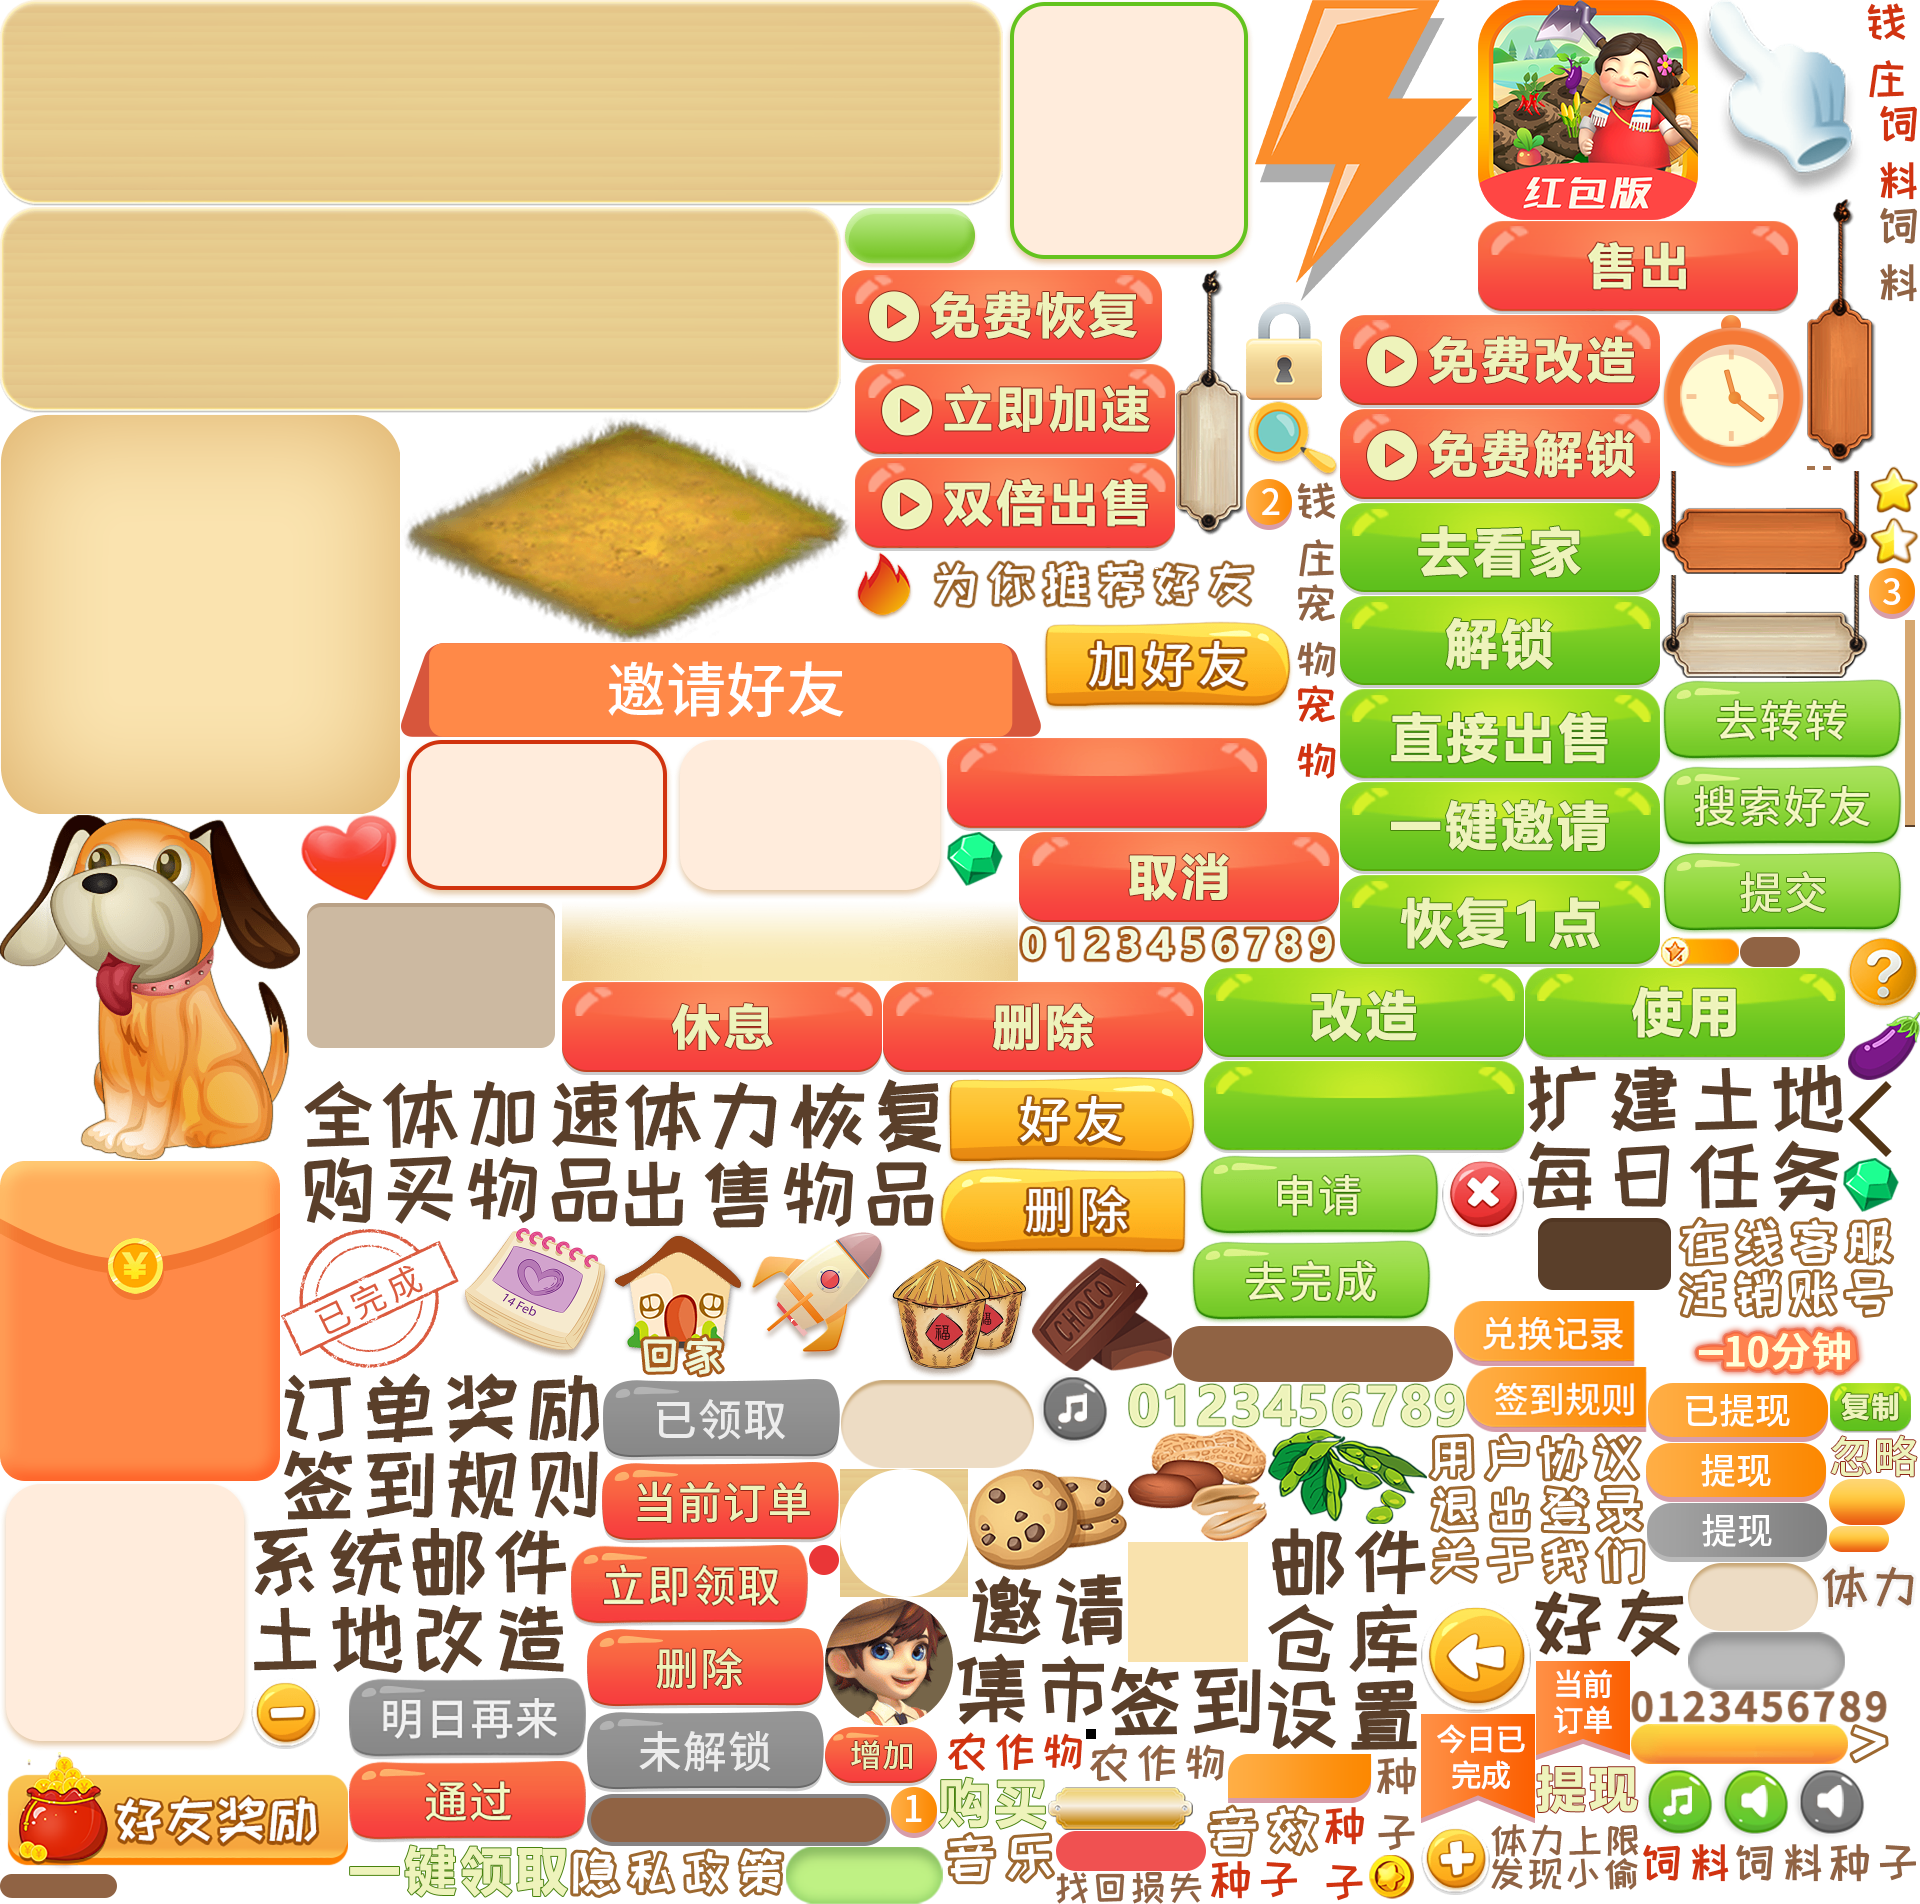 钱庄
饲料
饲料
红包版
售出
免费恢复
立即加速
双倍出售
免费改造
免费解锁
2
钱庄
3
去看家
为你推荐好友
宠物
宠物
解锁
加好友
邀请好友
直接出售
去转转
一键邀请
搜索好友
取消
恢复1点
提交
0123456789
休息
删除
改造
使用
全体加速
体力恢复
好友
扩建土地
购买物品
出售物品
删除
申请
每日任务
在线客服
注销账号
已完成
14 Feb
回家
福
福
CHOCO
去完成
兑换记录
-10分钟
订单奖励
已领取
0123456789
签到规则
已提现
复制
签到规则
当前订单
用户协议
提现
忽略
退出登录
提现
关于我们
系统邮件
立即领取
邀请
邮件
体力
土地改造
删除
集市
签到
仓库
设置
好友
当前
订单
0123456789
明日再来
未解锁
增加
农作物
农作物
种子
今日已
完成
>
提现
好友奖励
通过
1
购买
音乐
音效
种子
体力上限
发现小偷
一键领取
隐私政策
找回损失
种子
饲料
饲料
种子
¥